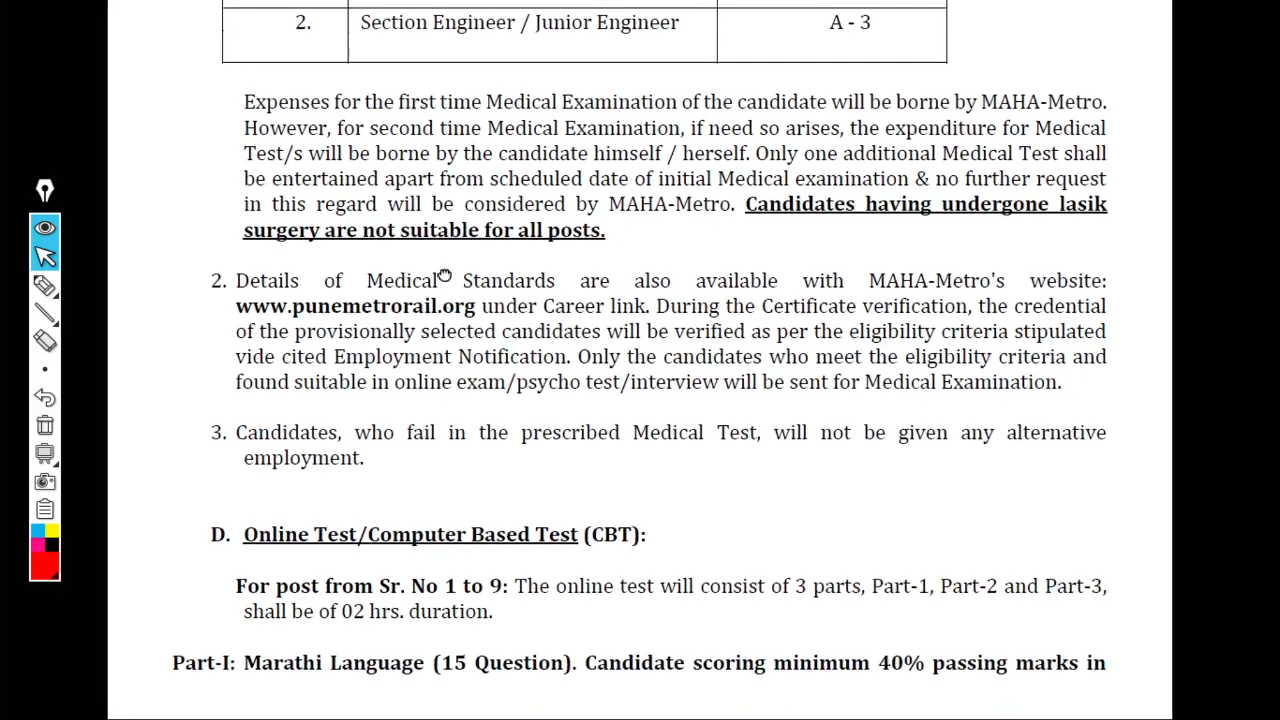 2. Section Engineer / Junior Engineer A - 3
Expenses for the first time Medical Examination of the candidate will be borne by MAHA-Metro.
However, for second time Medical Examination, if need so arises, the expenditure for Medical
Test/s will be borne by the candidate himself / herself. Only one additional Medical Test shall
be entertained apart from scheduled date of initial Medical examination & no further request
in this regard will be considered by MAHA-Metro. Candidates having undergone lasik
surgery are not suitable for all posts.
2. Details of Medical Standards are also available with MAHA-Metro's website:
www.punemetrorail.org under Career link. During the Certificate verification, the credential
of the provisionally selected candidates will be verified as per the eligibility criteria stipulated
vide cited Employment Notification. Only the candidates who meet the eligibility criteria and
found suitable in online exam/psycho test/interview will be sent for Medical Examination.
3. Candidates, who fail in the prescribed Medical Test, will not be given any alternative
employment.
D. Online Test/Computer Based Test (CBT):
For post from Sr. No 1 to 9: The online test will consist of 3 parts, Part-1, Part-2 and Part-3,
shall be of 02 hrs. duration.
Part-I: Marathi Language (15 Question). Candidate scoring minimum 40% passing marks in